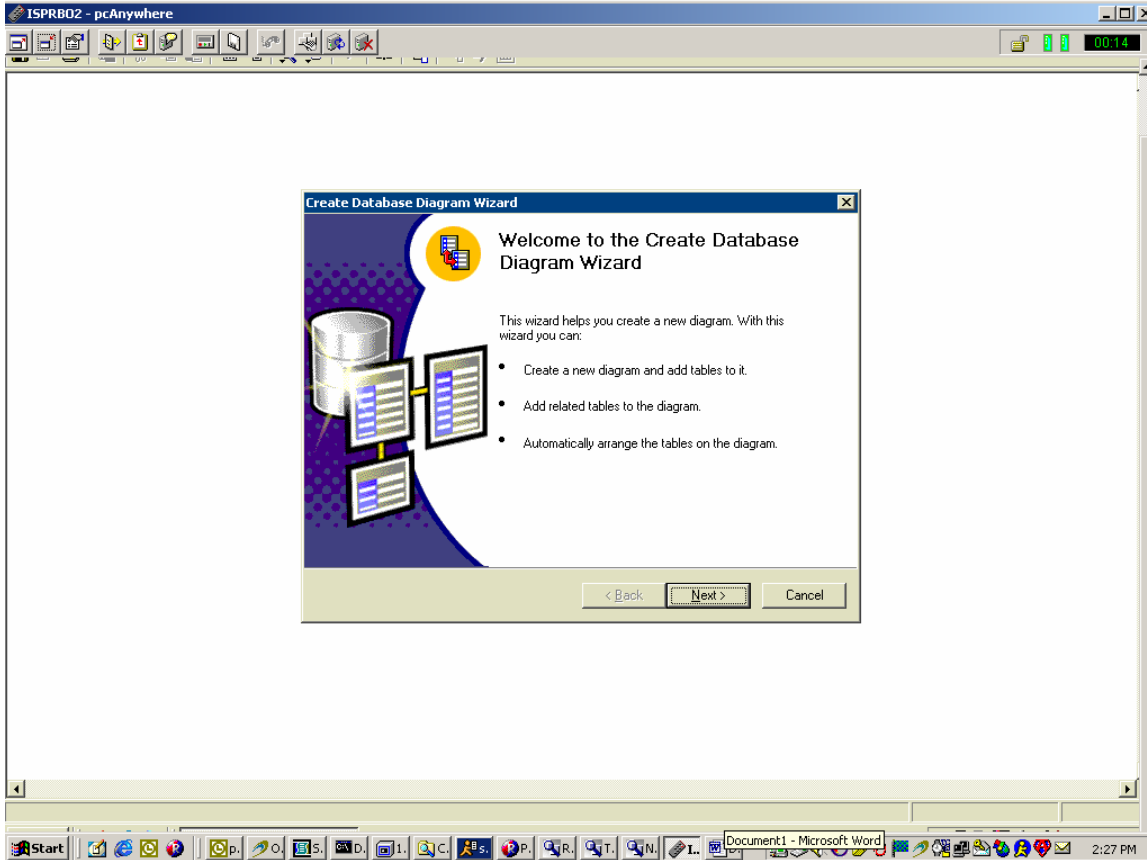 ISPRBO2 - pcAnywhere
00:14
Create Database Diagram Wizard
Welcome to the Create Database
Diagram Wizard
This wizard helps you create a new diagram. With this
wizard you can:
• Create a new diagram and add tables to it.
• Add related tables to the diagram.
• Automatically arrange the tables on the diagram.
< Back
Next >
Cancel
Document1 - Microsoft Word
Start
p.
O.
S.
D.
1.
C.
s.
P.
R.
T.
N.
I..
D.
2:27 PM